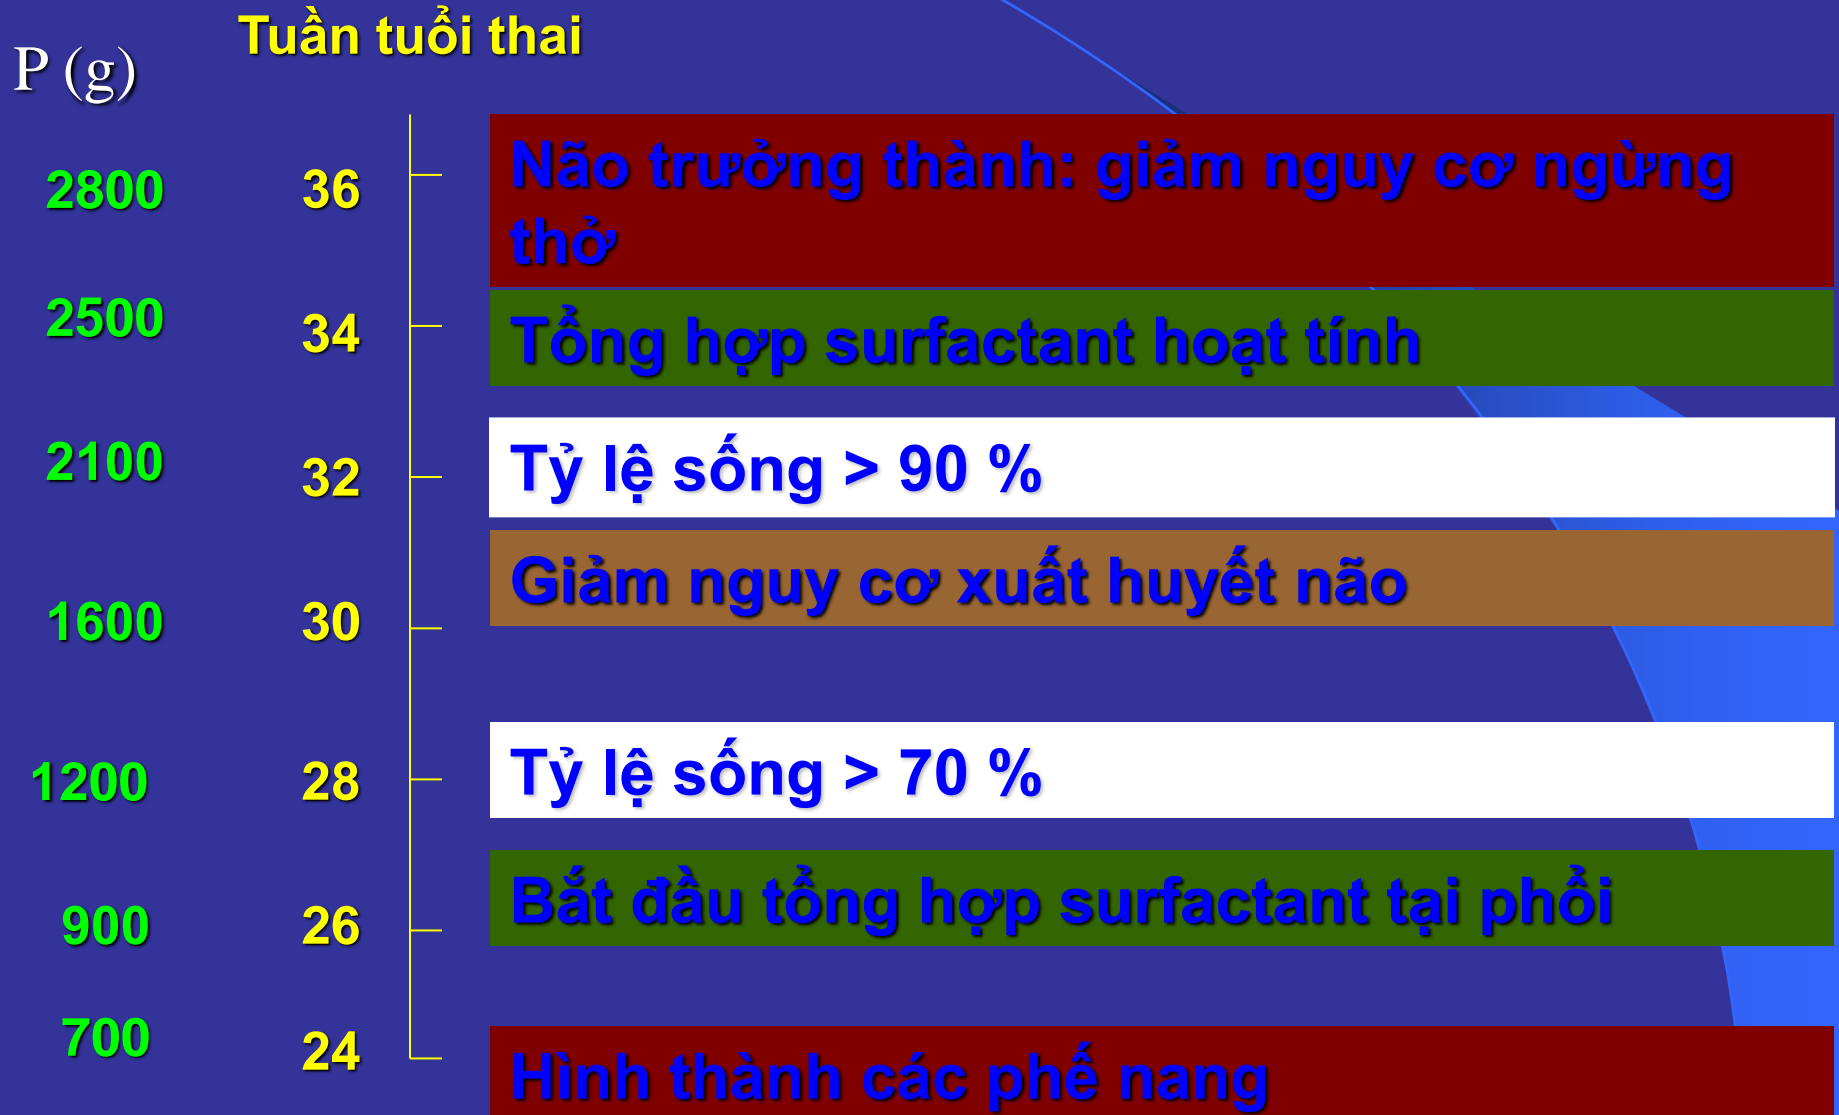 Tuần tuổi thai
P (g)
2800 36 Não trưởng thành: giảm nguy cơ ngừng
thở
2500 34 Tổng hợp surfactant hoạt tính
2100 32 Tỷ lệ sống > 90 %
Giảm nguy cơ xuất huyết não
1600 30
1200 28 Tỷ lệ sống > 70 %
900 26 Bắt đầu tổng hợp surfactant tại phổi
700 24 Hình thành các phế nang